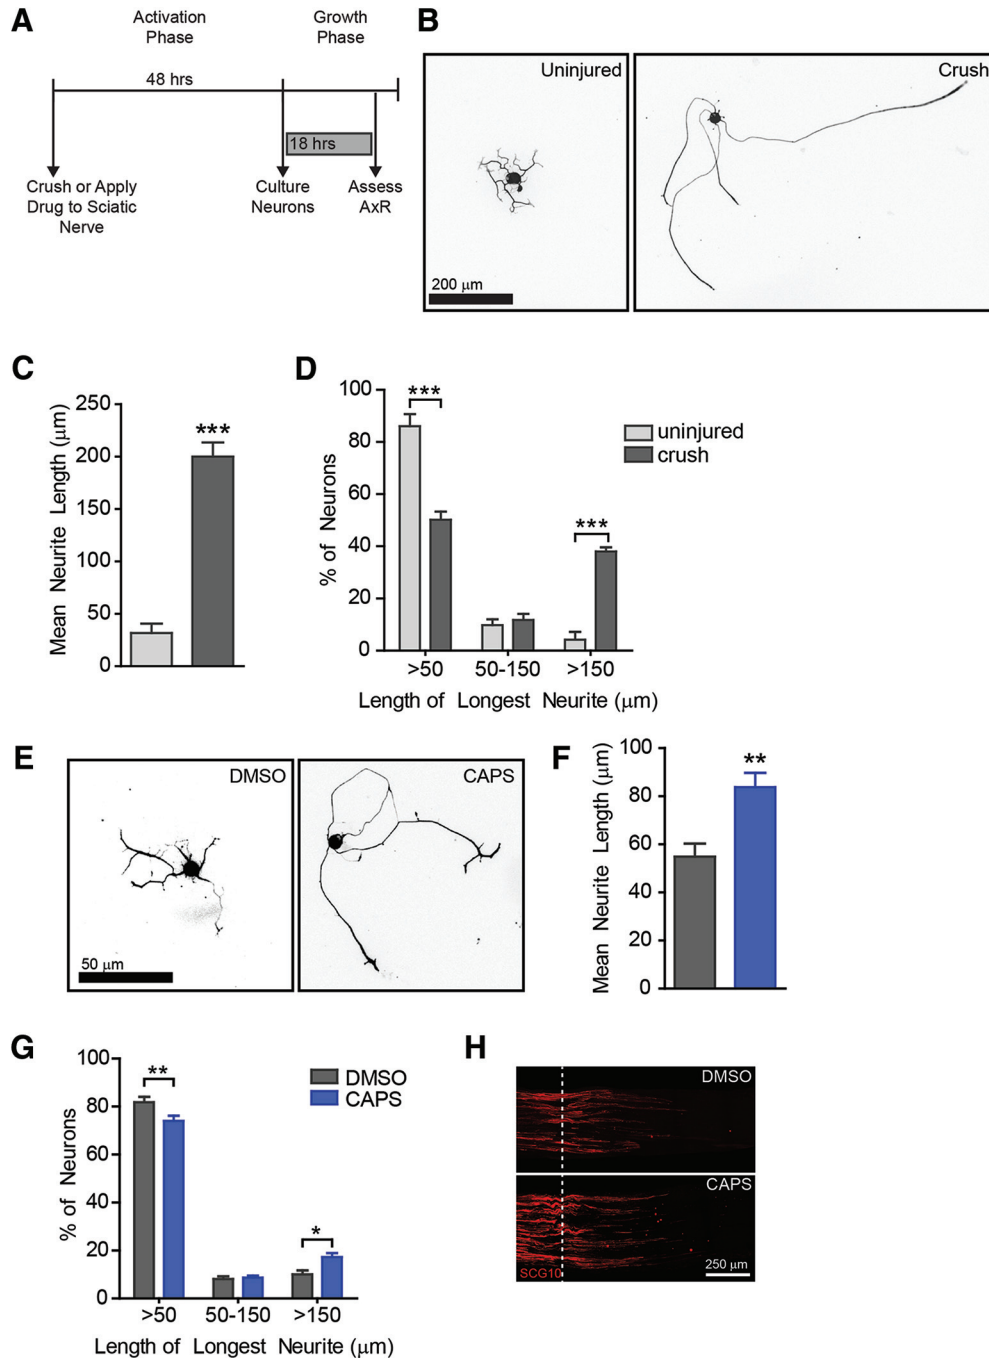 A
Activation
Phase
Growth
Phase
48 hrs
18 hrs
Crush or Apply
Drug to Sciatic
Nerve
Culture
Neurons
Assess
AxR
B
Uninjured
200 μm
Crush
C
Mean Neurite Length (μm)
250
200
150
100
50
0
***
D
% of Neurons
100
80
60
40
20
0
***
***
uninjured
crush
>50
50-150
>150
Length of Longest Neurite (μm)
E
DMSO
50 μm
CAPS
F
Mean Neurite Length (μm)
100
80
60
40
20
0
**
G
% of Neurons
100
80
60
40
20
0
**
*
DMSO
CAPS
>50
50-150
>150
Length of Longest Neurite (μm)
H
DMSO
CAPS
SCG10
250 μm